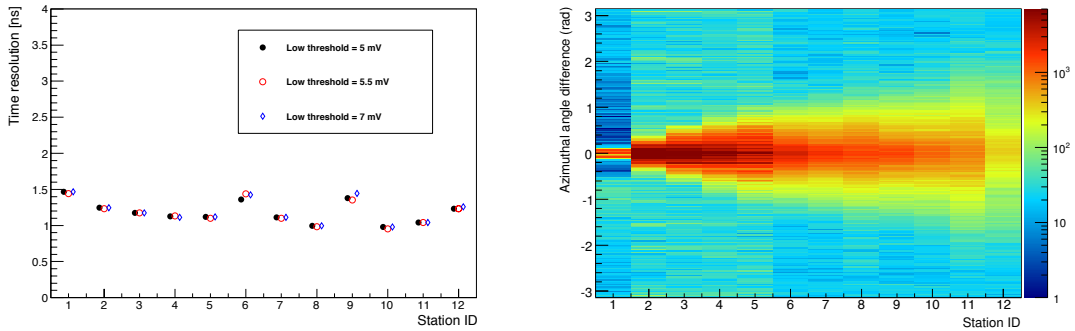 Time resolution [ns]
4
3.5
3
2.5
2
1.5
1
0.5
0
Low threshold = 5 mV
Low threshold = 5.5 mV
Low threshold = 7 mV
1 2 3 4 5 6 7 8 9 10 11 12
Station ID
Azimuthal angle difference (rad)
3
2
1
0
-1
-2
-3
1 2 3 4 5 6 7 8 9 10 11 12
Station ID
10³
10²
10
1